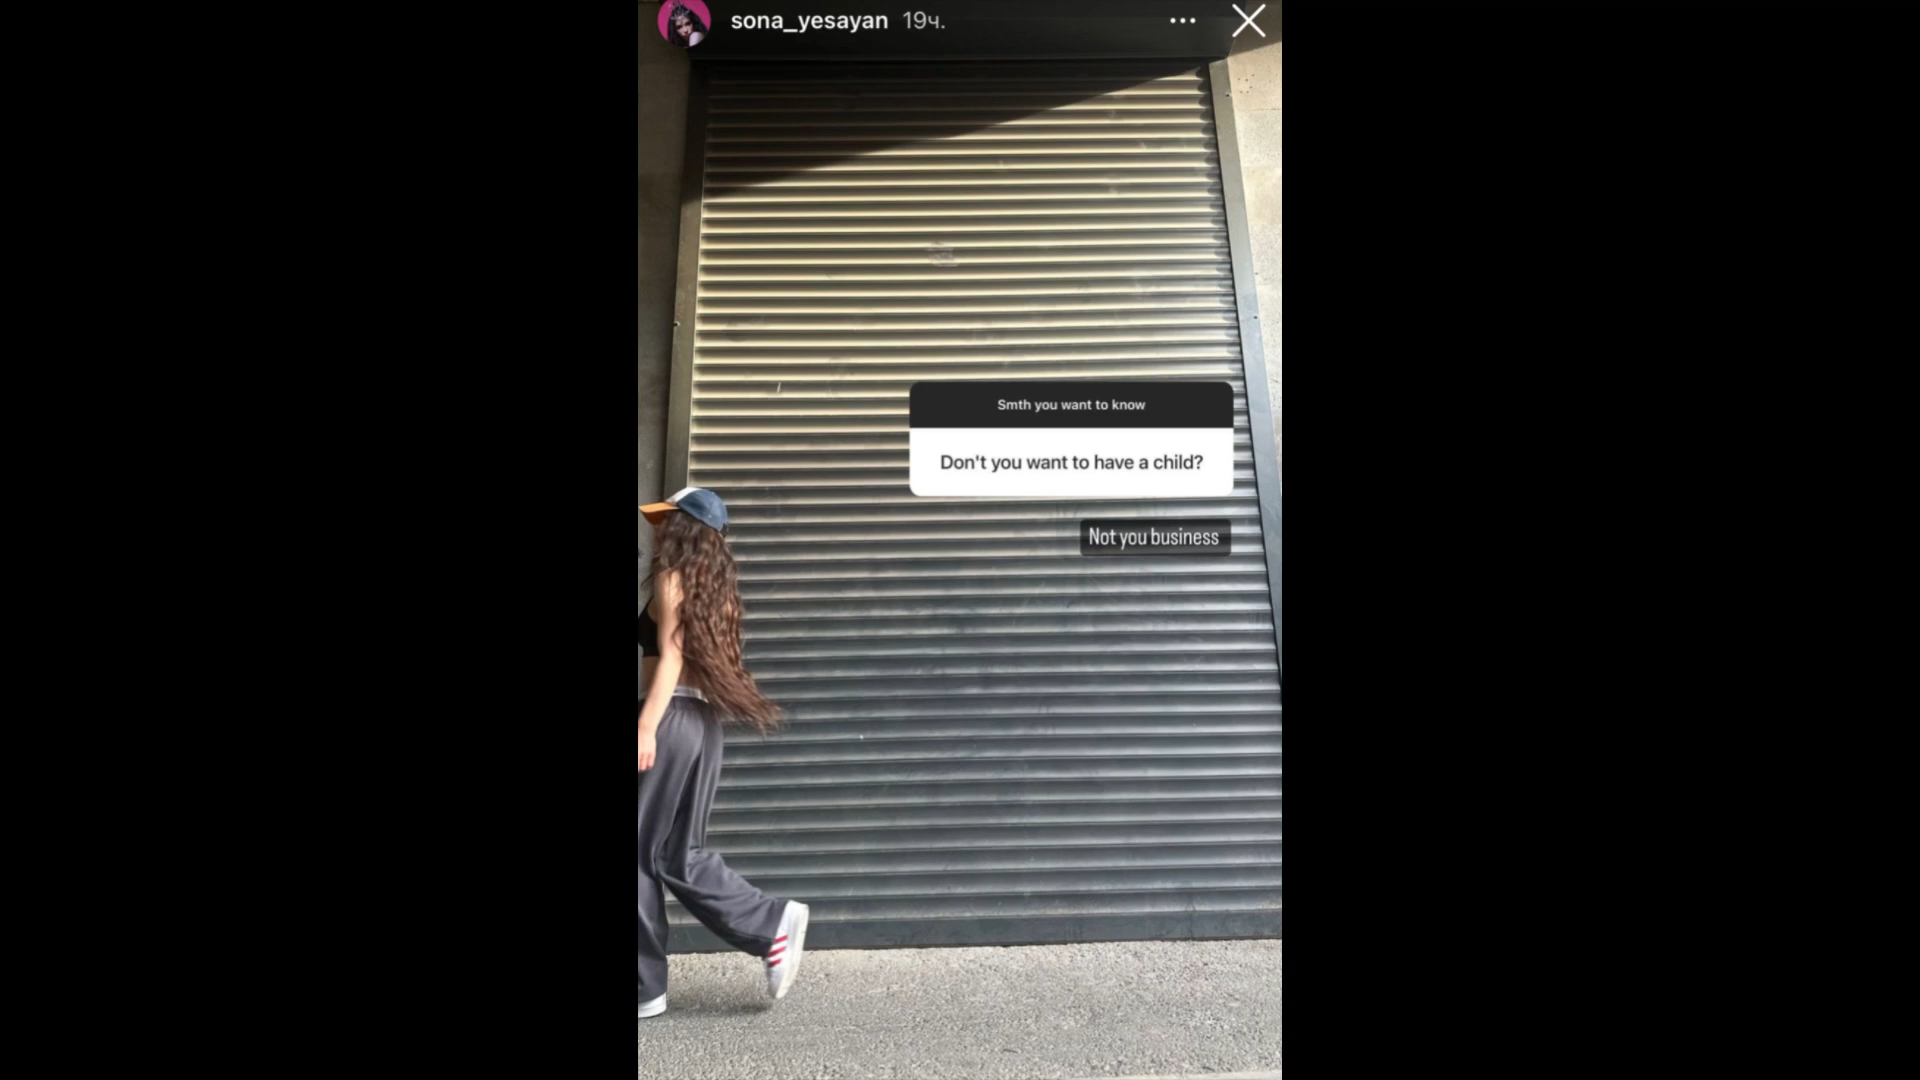 sona_yesayan 19ч.
Smth you want to know
Don't you want to have a child?
Not you business